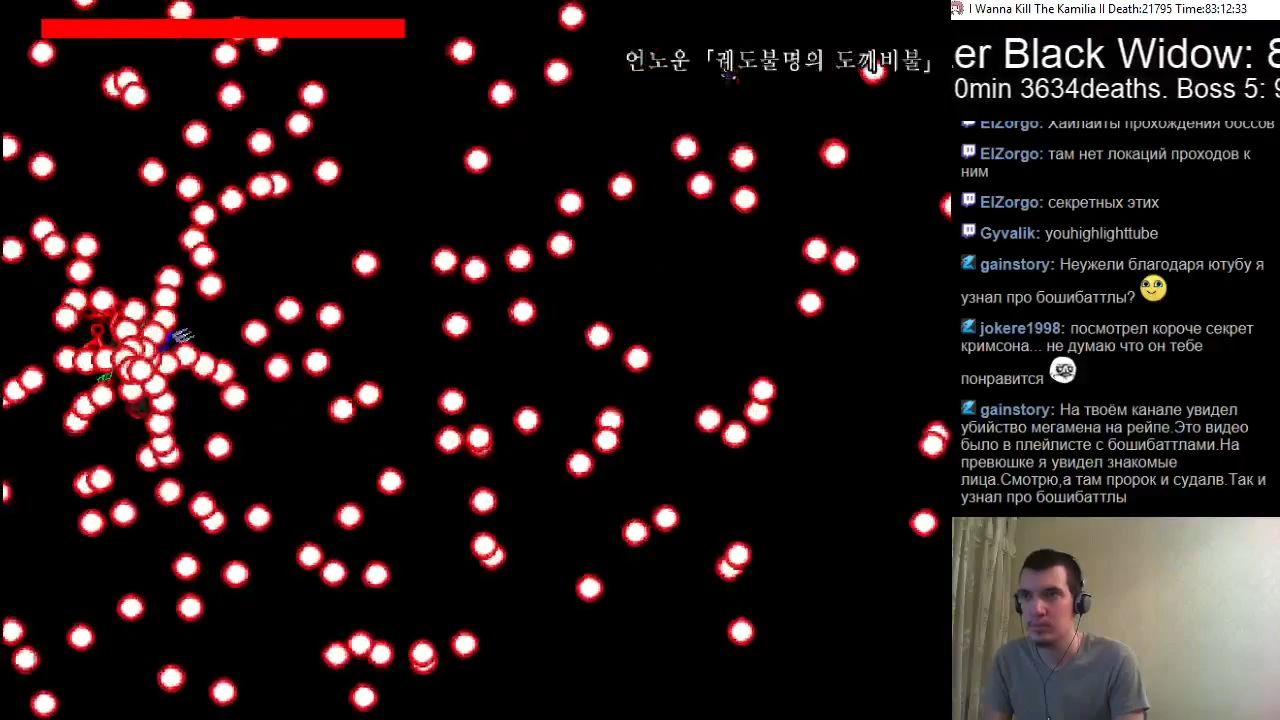 I Wanna Kill The Kamilia II Death:21795 Time:83:12:33
언노운 「궤도불명의 도깨비불」
er Black Widow: 8
0min 3634deaths. Boss 5: 9
ElZorgo: Хайлайты прохождения боссов
ElZorgo: там нет локаций проходов к
ним
ElZorgo: секретных этих
Gyvalik: youhighlighttube
gainstory: Неужели благодаря ютубу я
узнал про бошибаттлы?
jokere1998: посмотрел короче секрет
кримсона... не думаю что он тебе
понравится
gainstory: На твоём канале увидел
убийство мегамена на рейпе.Это видео
было в плейлисте с бошибаттлами.На
превюшке я увидел знакомые
лица.Смотрю,а там пророк и судалв.Так и
узнал про бошибаттлы